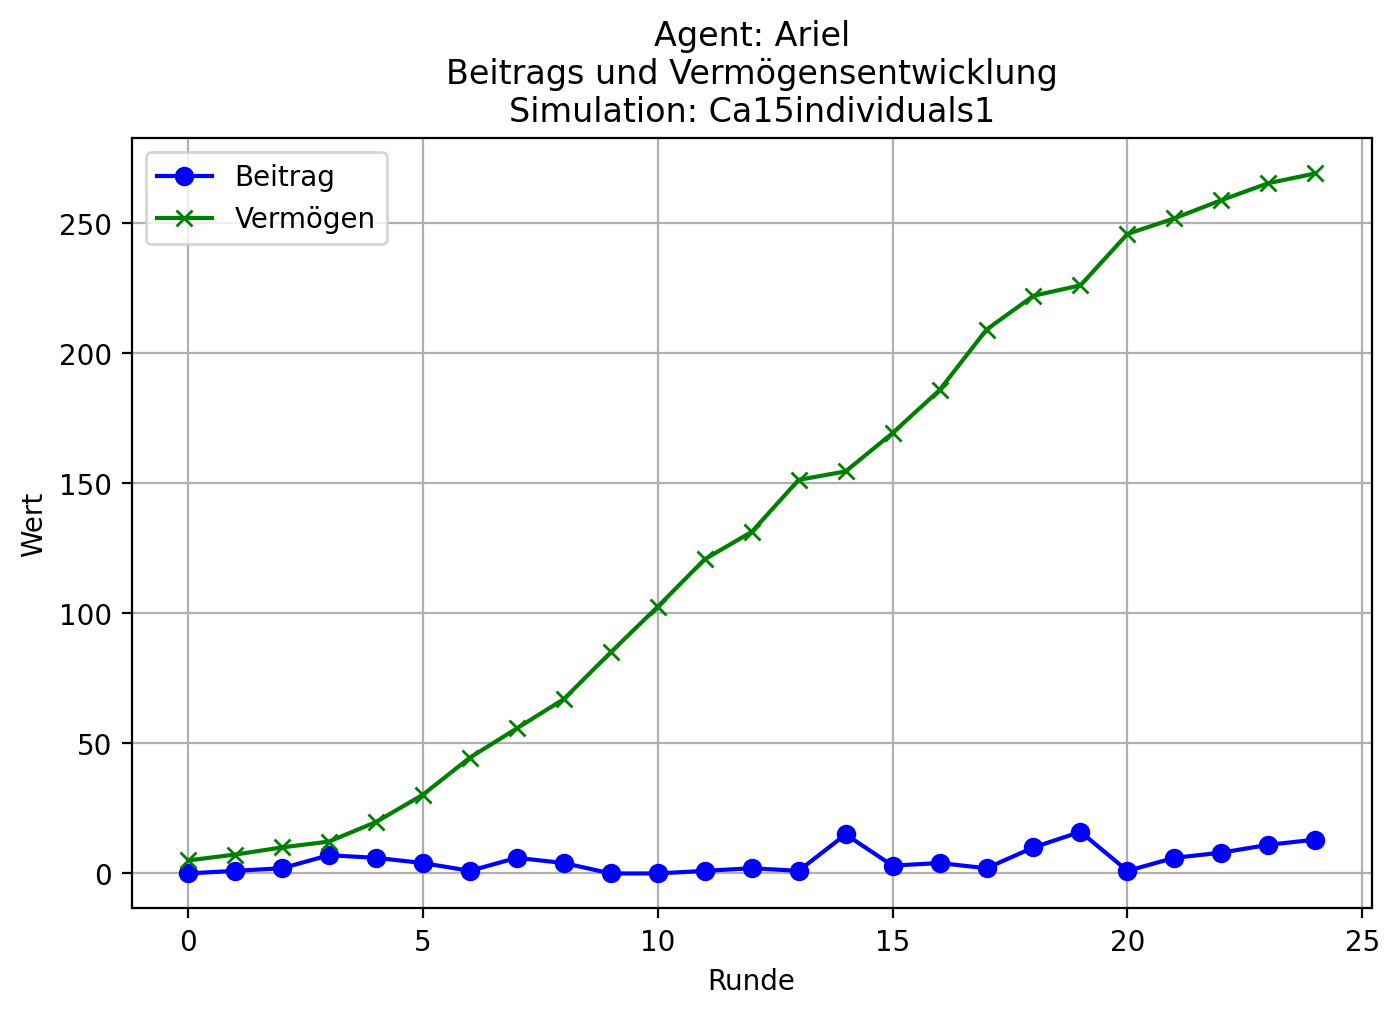 Agent: Ariel
Beitrags und Vermögensentwicklung
Simulation: Ca15individuals1
Beitrag
Vermögen
250
200
150
100
50
0
Wert
0 5 10 15 20 25
Runde